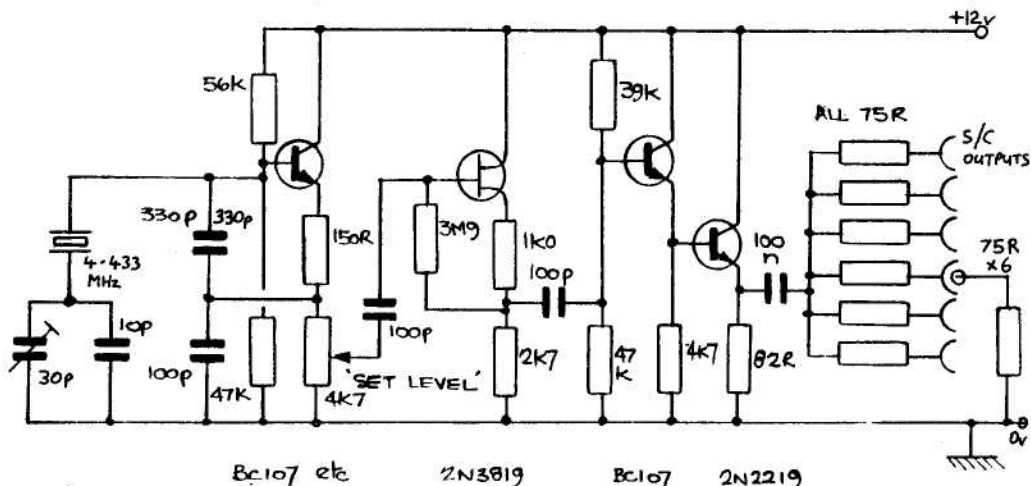 +12v
56K
39K
ALL 75R
S/C
OUTPUTS
330p
330p
150R
3M9
1K0
100p
100
n
75R
x6
4.433
MHz
30p
10p
100p
47K
4K7
100p
'SET LEVEL'
2K7
47
K
4K7
82R
0v
BC107 etc
2N3819
BC107
2N2219